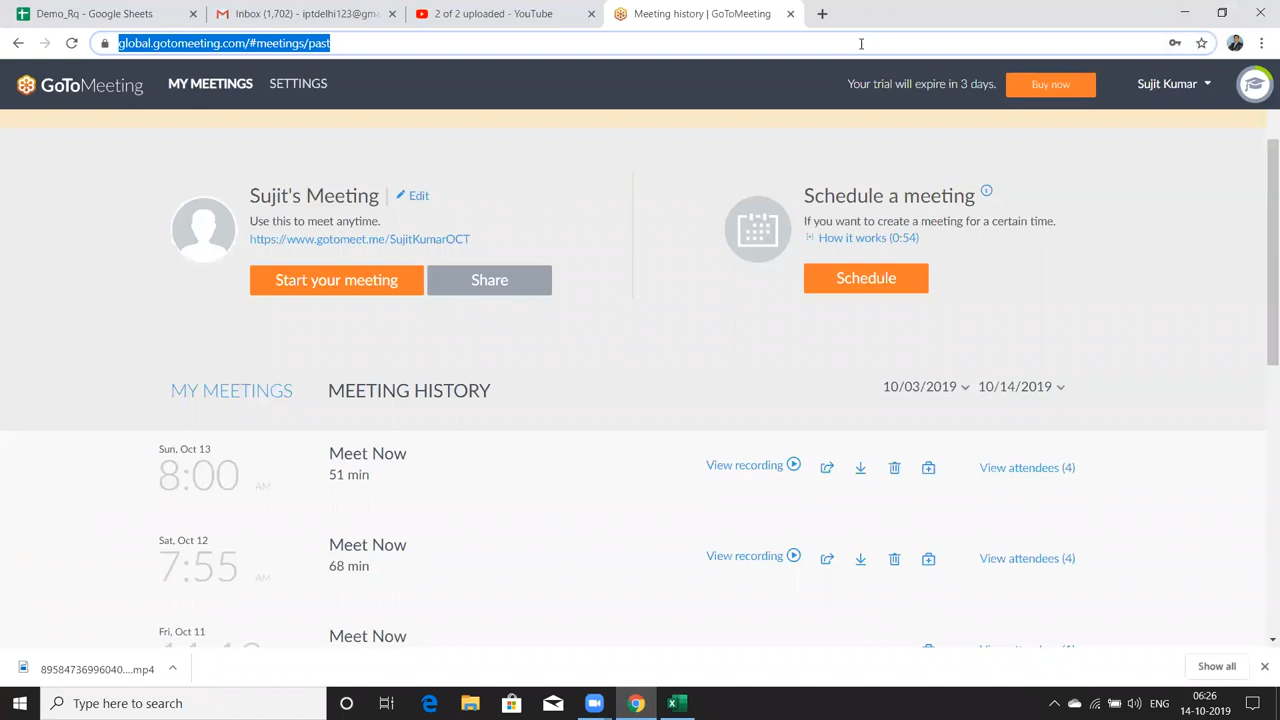 Demo_Rq - Google Sheets
Inbox (1,702) - iptdelhi123@gm
2 of 2 uploaded - YouTube
Meeting history | GoToMeeting
global.gotomeeting.com/#meetings/past
GoToMeeting
MY MEETINGS
SETTINGS
Your trial will expire in 3 days.
Buy now
Sujit Kumar
Sujit's Meeting
Edit
Use this to meet anytime.
https://www.gotomeet.me/SujitKumarOCT
Start your meeting
Share
Schedule a meeting
If you want to create a meeting for a certain time.
How it works (0:54)
Schedule
MY MEETINGS
MEETING HISTORY
10/03/2019
10/14/2019
Sun, Oct 13
8:00 AM
Meet Now
51 min
View recording
View attendees (4)
Sat, Oct 12
7:55 AM
Meet Now
68 min
View recording
View attendees (4)
Fri, Oct 11
Meet Now
89584736996040....mp4
Show all
Type here to search
ENG
06:26
14-10-2019